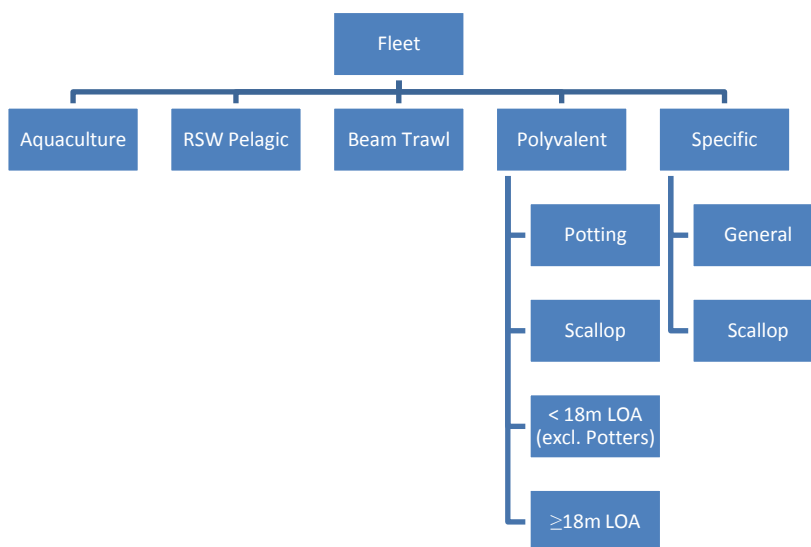 Fleet
Aquaculture
RSW Pelagic
Beam Trawl
Polyvalent
Specific
Potting
General
Scallop
Scallop
< 18m LOA
(excl. Potters)
≥18m LOA